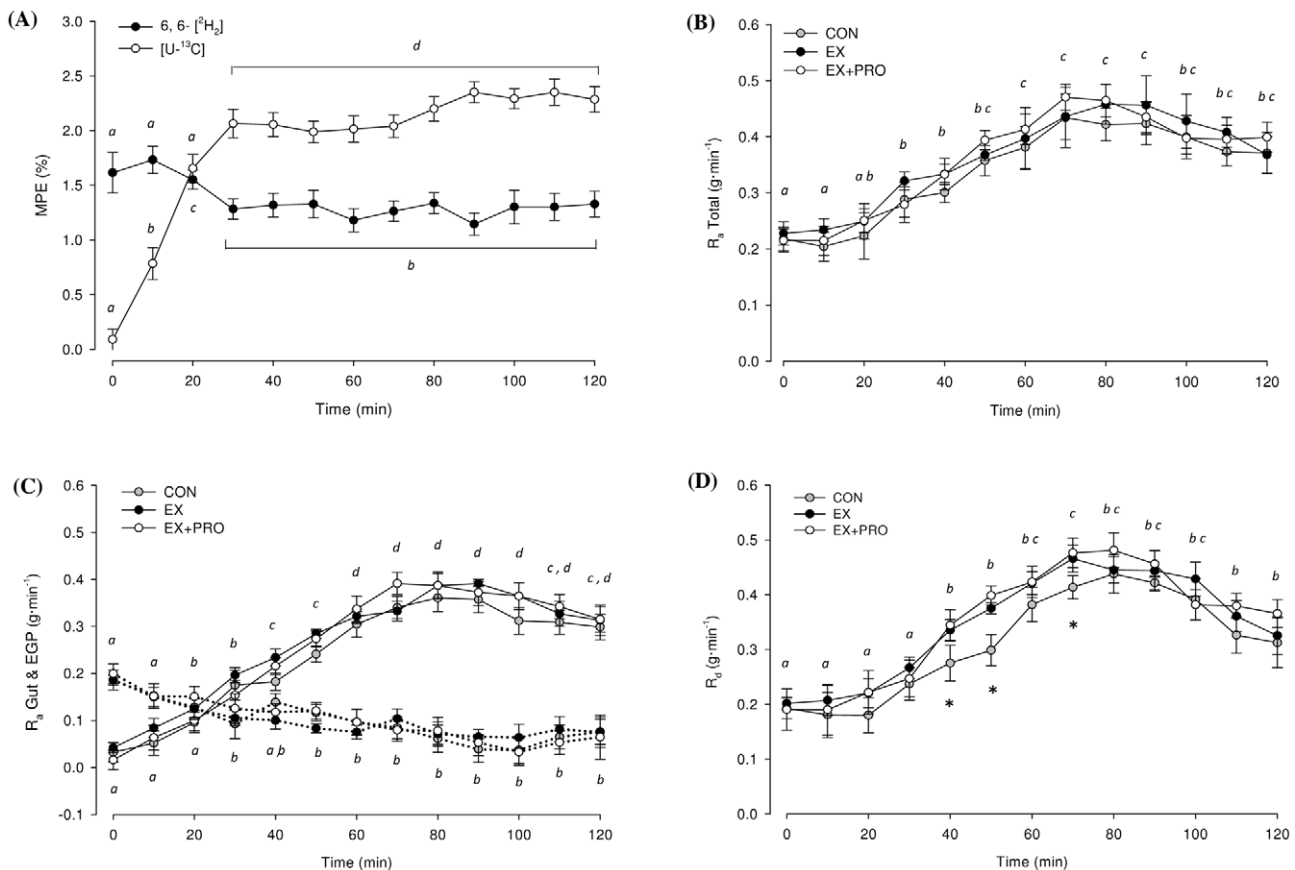 (A)
6, 6- [²H₂]
[U-¹³C]
MPE (%)
3.0
2.5
2.0
1.5
1.0
0.5
0.0
a a a
d
a b c
b
0 20 40 60 80 100 120
Time (min)
(B)
CON
EX
EX+PRO
Rₐ Total (g·min⁻¹)
0.6
0.5
0.4
0.3
0.2
0.1
0.0
a a a b b b b c c c c c b c b c b c
0 20 40 60 80 100 120
Time (min)
(C)
CON
EX
EX+PRO
Rₐ Gut & EGP (g·min⁻¹)
0.6
0.5
0.4
0.3
0.2
0.1
0.0
-0.1
a a b b c c d d d d d c , d c , d
a a a b a,b b b b b b b b b
0 20 40 60 80 100 120
Time (min)
(D)
CON
EX
EX+PRO
R_d (g·min⁻¹)
0.6
0.5
0.4
0.3
0.2
0.1
0.0
a a a a b b b c c b c b c b c b b
* * *
0 20 40 60 80 100 120
Time (min)